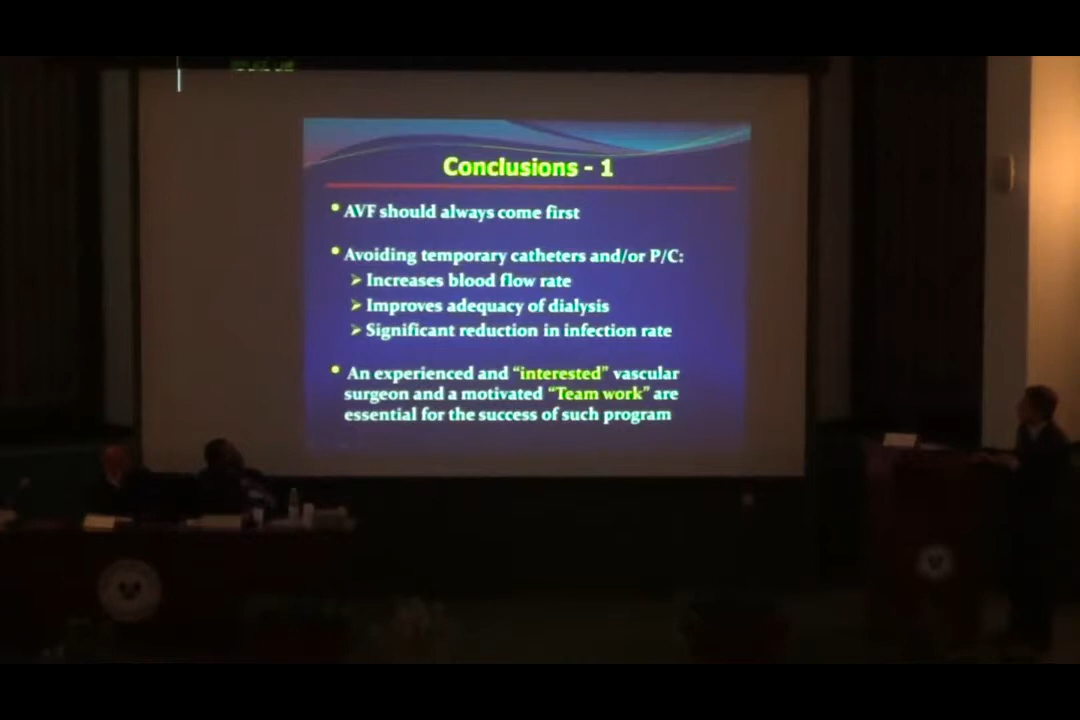 Conclusions - 1
• AVF should always come first
• Avoiding temporary catheters and/or P/C:
➢ Increases blood flow rate
➢ Improves adequacy of dialysis
➢ Significant reduction in infection rate
• An experienced and “interested” vascular
surgeon and a motivated “Team work” are
essential for the success of such program